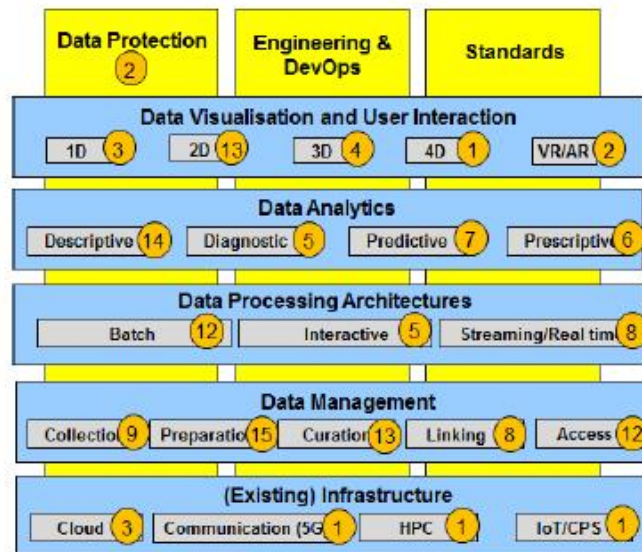 Data Protection Engineering & Standards
2 DevOps
Data Visualisation and User Interaction
1D 3 2D 13 3D 4 4D 1 VR/AR 2
Data Analytics
Descriptive 14 Diagnostic 5 Predictive 7 Prescriptive 6
Data Processing Architectures
Batch 12 Interactive 5 Streaming/Real time 8
Data Management
Collectio 9 Preparatio 15 Curation 13 Linking 8 Access 12
(Existing) Infrastructure
Cloud 3 Communication (5G 1 HPC 1 IoT/CPS 1